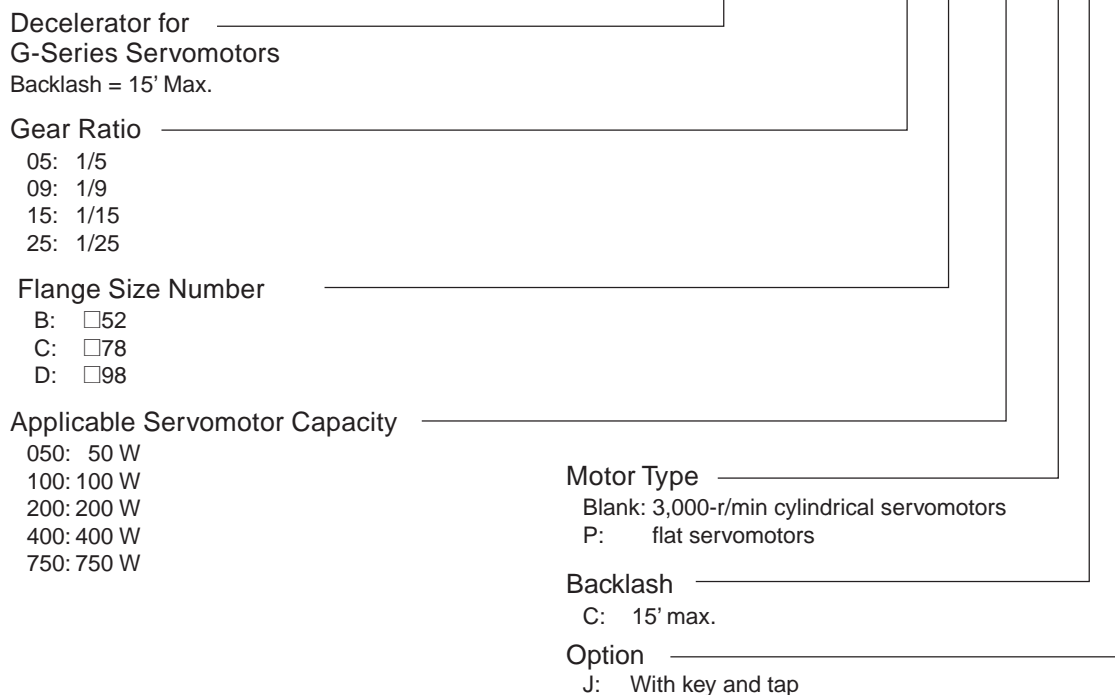 Decelerator for
G-Series Servomotors
Backlash = 15’ Max.
Gear Ratio
05: 1/5
09: 1/9
15: 1/15
25: 1/25
Flange Size Number
B: □52
C: □78
D: □98
Applicable Servomotor Capacity
050: 50 W
100: 100 W
200: 200 W
400: 400 W
750: 750 W
Motor Type
Blank: 3,000-r/min cylindrical servomotors
P: flat servomotors
Backlash
C: 15’ max.
Option
J: With key and tap